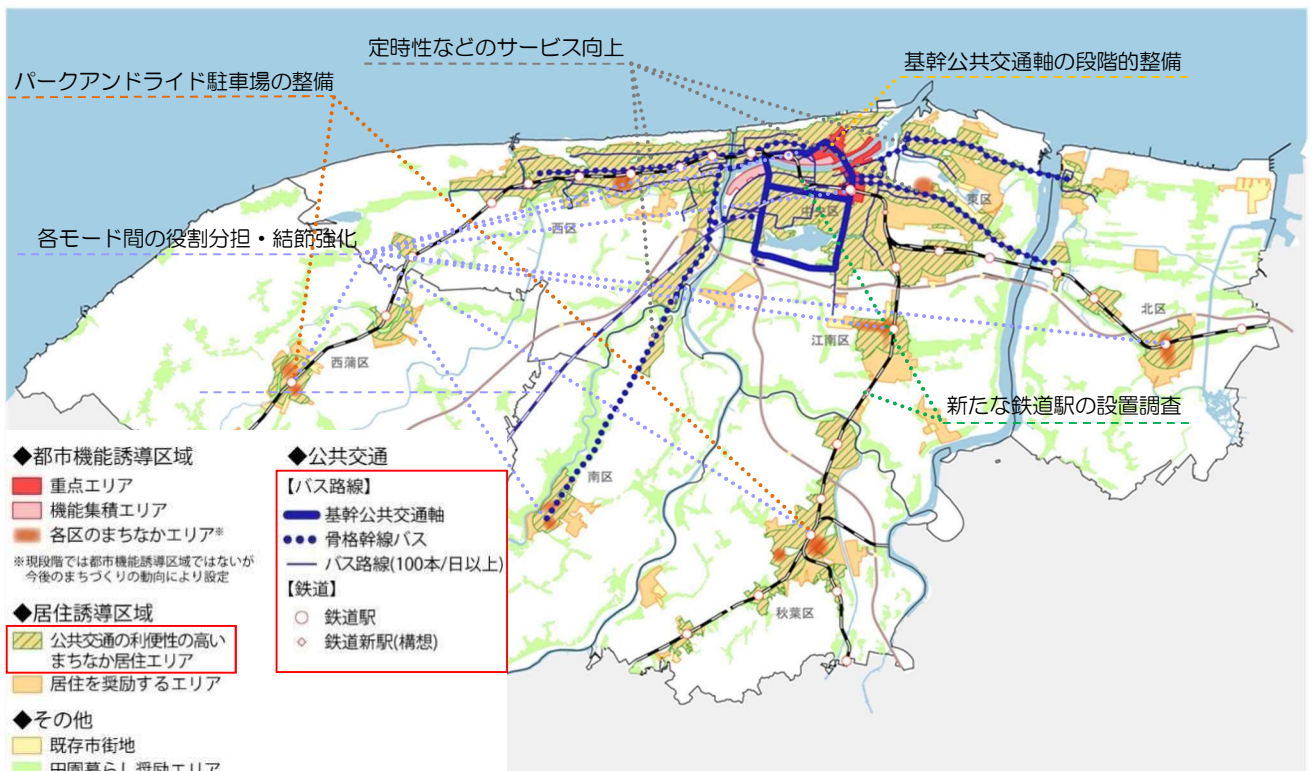 定時性などのサービス向上
基幹公共交通軸の段階的整備
パークアンドライド駐車場の整備
東区
中央区
西区
各モード間の役割分担・結節強化
北区
江南区
西蒲区
新たな鉄道駅の設置調査
南区
秋葉区
◆都市機能誘導区域
重点エリア
機能集積エリア
各区のまちなかエリア※
※現段階では都市機能誘導区域ではないが
今後のまちづくりの動向により設定
◆居住誘導区域
公共交通の利便性の高い
まちなか居住エリア
居住を奨励するエリア
◆その他
既存市街地
田園暮らし奨励エリア
◆公共交通
【バス路線】
基幹公共交通軸
骨格幹線バス
バス路線(100本/日以上)
【鉄道】
鉄道駅
鉄道新駅(構想)